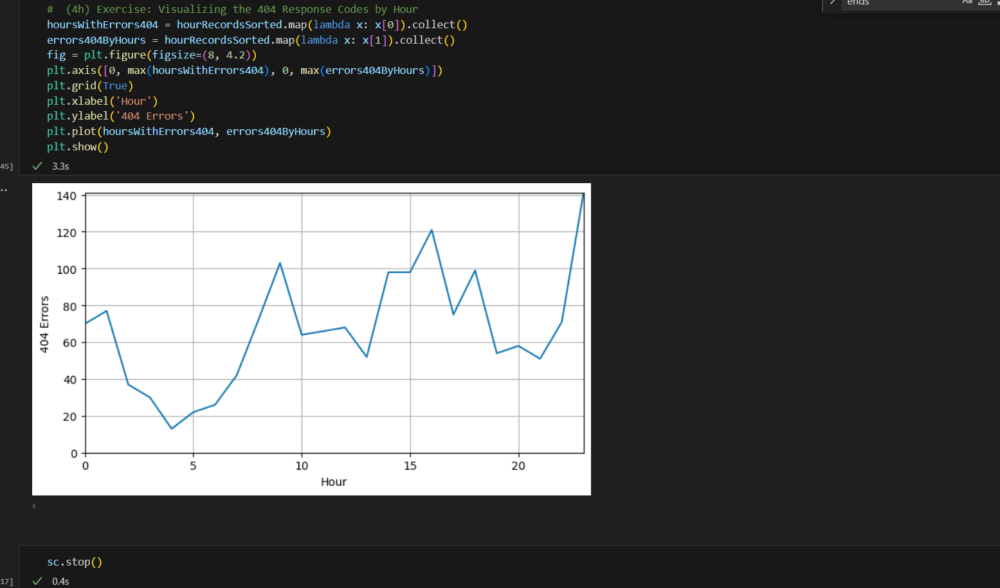 ends
Aa ab
# (4h) Exercise: Visualizing the 404 Response Codes by Hour
hoursWithErrors404 = hourRecordsSorted.map(lambda x: x[0]).collect()
errors404ByHours = hourRecordsSorted.map(lambda x: x[1]).collect()
fig = plt.figure(figsize=(8, 4.2))
plt.axis([0, max(hoursWithErrors404), 0, max(errors404ByHours)])
plt.grid(True)
plt.xlabel('Hour')
plt.ylabel('404 Errors')
plt.plot(hoursWithErrors404, errors404ByHours)
plt.show()
45] 3.3s
140
120
100
80
60
40
20
0
404 Errors
0 5 10 15 20
Hour
sc.stop()
17] 0.4s